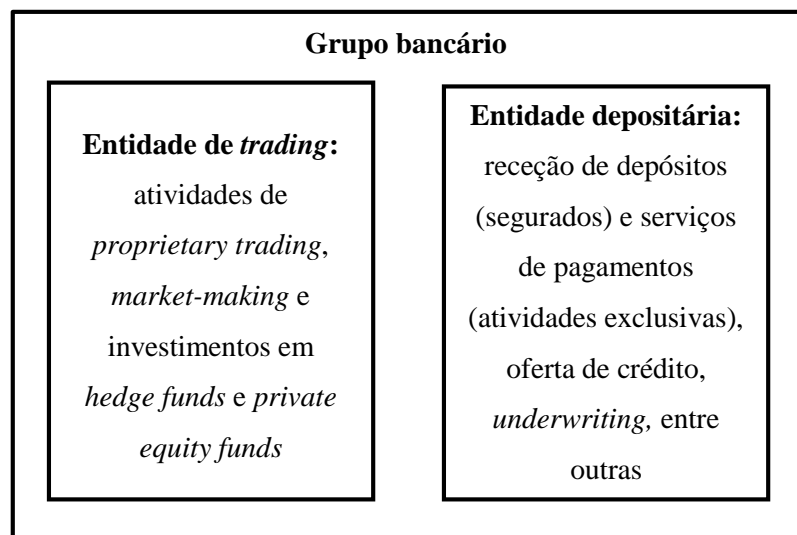 Grupo bancário
Entidade de trading:
atividades de
proprietary trading,
market-making e
investimentos em
hedge funds e private
equity funds
Entidade depositária:
receção de depósitos
(segurados) e serviços
de pagamentos
(atividades exclusivas),
oferta de crédito,
underwriting, entre
outras